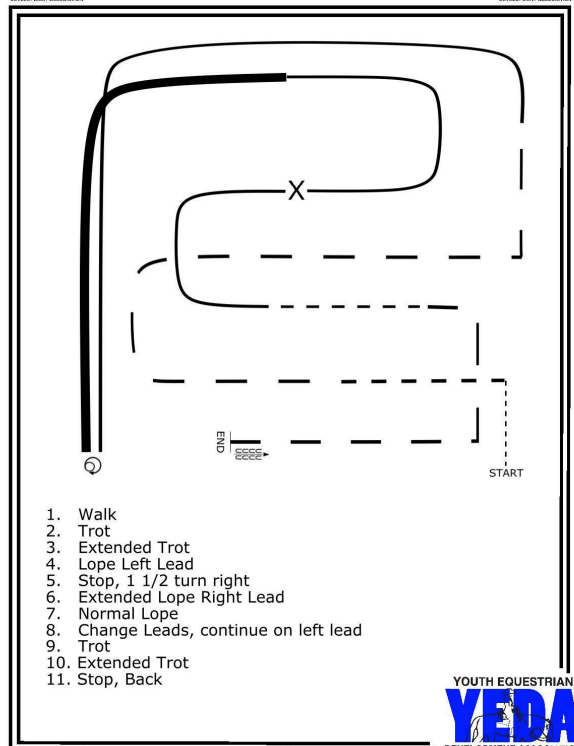 X
END
START
1. Walk
2. Trot
3. Extended Trot
4. Lope Left Lead
5. Stop, 1 1/2 turn right
6. Extended Lope Right Lead
7. Normal Lope
8. Change Leads, continue on left lead
9. Trot
10. Extended Trot
11. Stop, Back
YOUTH EQUESTRIAN
YEDA